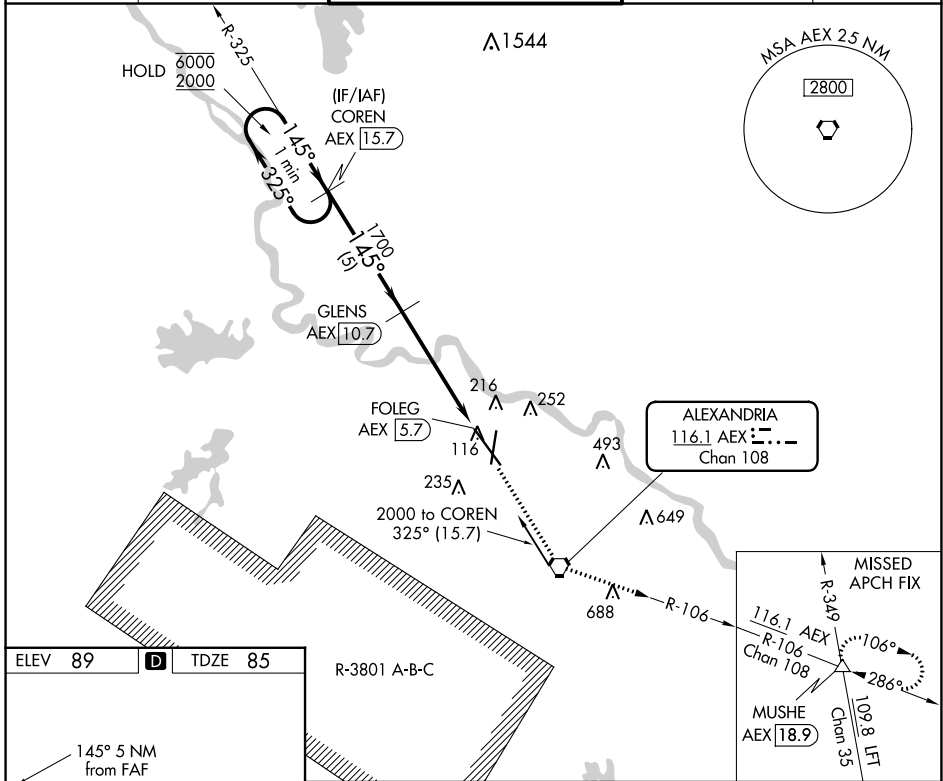 R-325
1544
HOLD 6000
2000
(IF/IAF)
COREN
AEX 15.7
MSA AEX 25 NM
2800
145°
1 min
325°
1700
145°
(5)
GLENS
AEX 10.7
FOLEG
AEX 5.7
216
252
116
493
235
649
ALEXANDRIA
116.1 AEX
Chan 108
2000 to COREN
325° (15.7)
688
R-106
R-3801 A-B-C
MISSED
APCH FIX
R-349
116.1 AEX
R-106
Chan 108
106°
286°
MUSHE
AEX 18.9
109.8 LFT
Chan 35
ELEV 89 D TDZE 85
145° 5 NM
from FAF